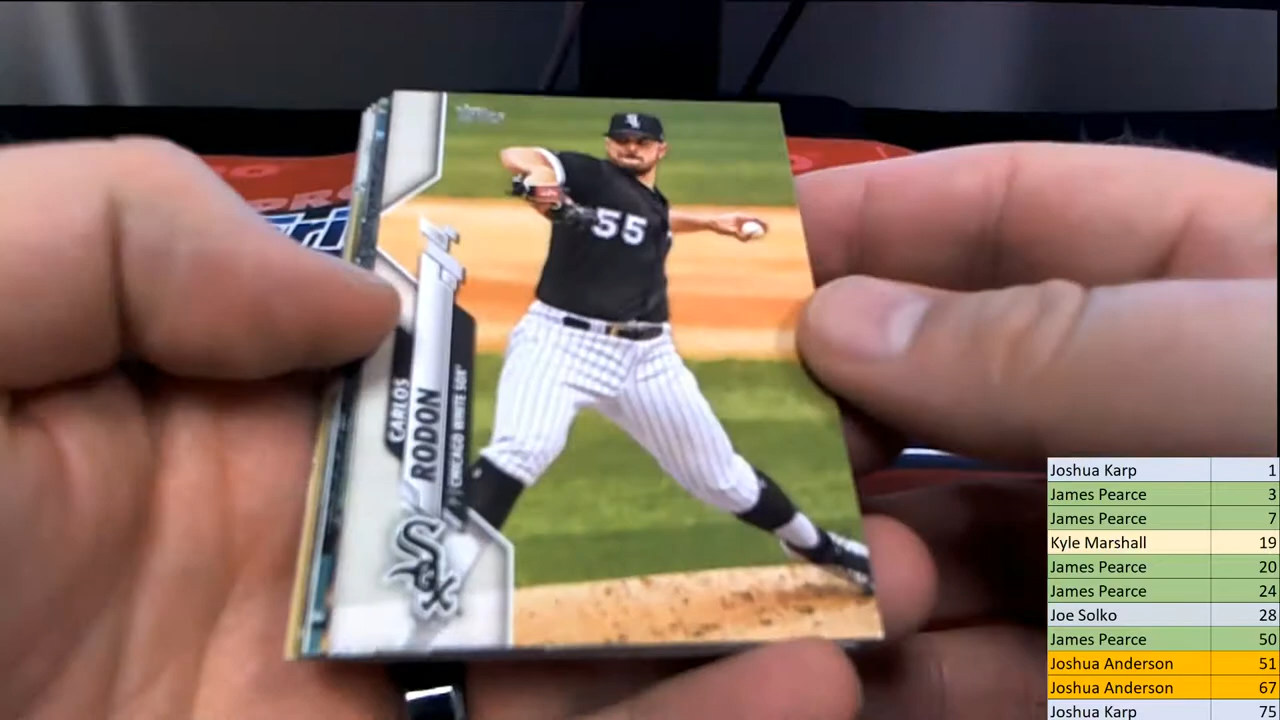 55
CARLOS
RODON
P | CHICAGO WHITE SOX
SOX
Joshua Karp 1
James Pearce 3
James Pearce 7
Kyle Marshall 19
James Pearce 20
James Pearce 24
Joe Solko 28
James Pearce 50
Joshua Anderson 51
Joshua Anderson 67
Joshua Karp 75